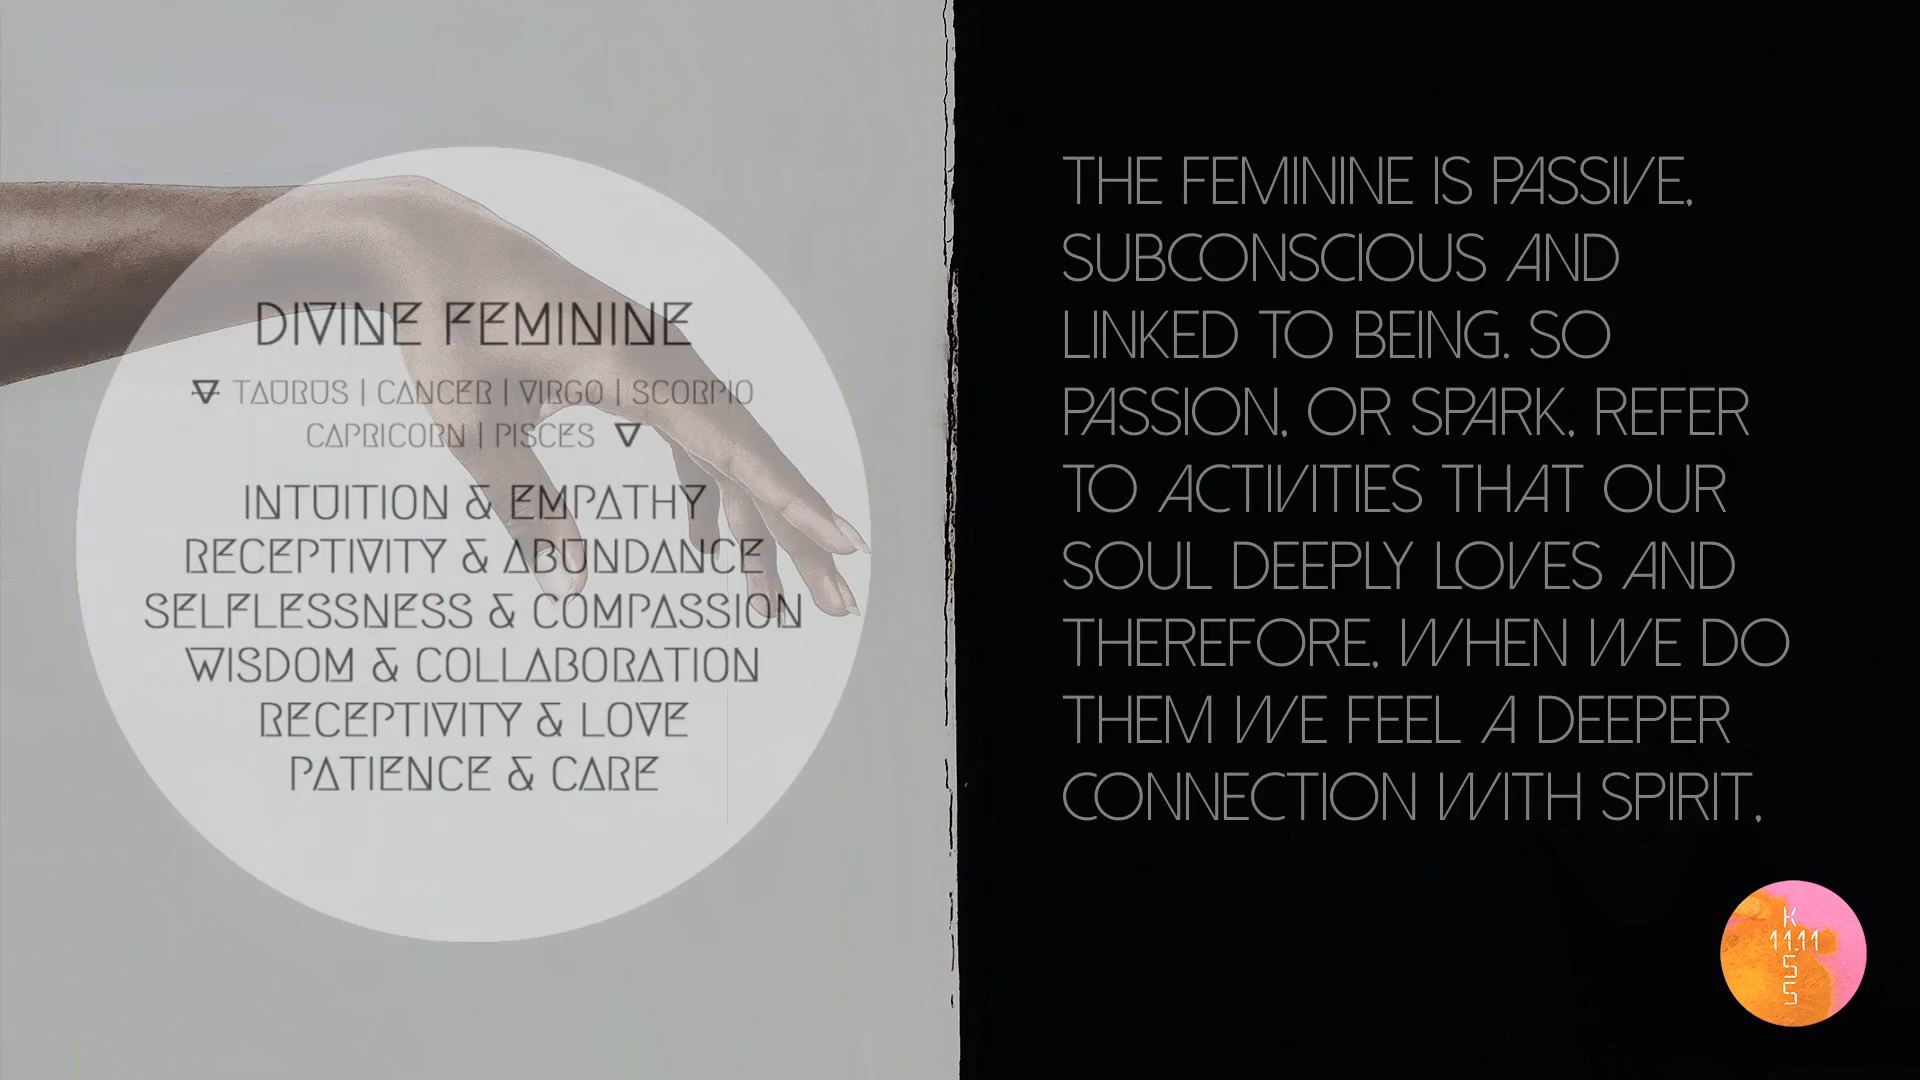 DIVINE FEMININE
TAURUS | CANCER | VIRGO | SCORPIO
CAPRICORN | PISCES
INTUITION & EMPATHY
RECEPTIVITY & ABUNDANCE
SELFLESSNESS & COMPASSION
WISDOM & COLLABORATION
RECEPTIVITY & LOVE
PATIENCE & CARE
THE FEMININE IS PASSIVE,
SUBCONSCIOUS AND
LINKED TO BEING. SO
PASSION, OR SPARK, REFER
TO ACTIVITIES THAT OUR
SOUL DEEPLY LOVES AND
THEREFORE, WHEN WE DO
THEM WE FEEL A DEEPER
CONNECTION WITH SPIRIT,
K
11.11
S
S